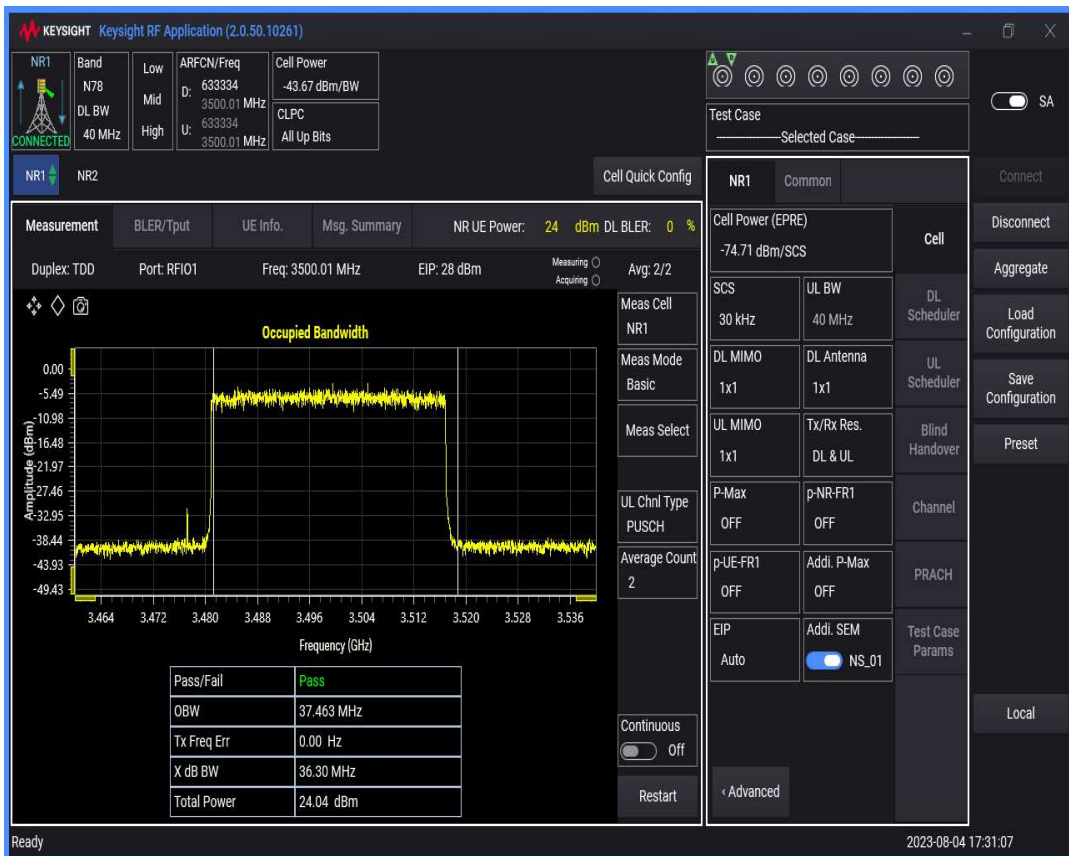 KEYSIGHT Keysight RF Application (2.0.50.10261)
NR1
CONNECTED
Band
N78
DL BW
40 MHz
Low
Mid
High
ARFCN/Freq
D: 633334
3500.01 MHz
U: 633334
3500.01 MHz
Cell Power
-43.67 dBm/BW
CLPC
All Up Bits
Test Case
--------------------Selected Case--------------------
SA
NR1 NR2 Cell Quick Config
NR1 Common
Connect
Measurement BLER/Tput UE Info. Msg. Summary NR UE Power: 24 dBm DL BLER: 0 %
Duplex: TDD Port: RFIO1 Freq: 3500.01 MHz EIP: 28 dBm Measuring Acquiring Avg: 2/2
Occupied Bandwidth
Amplitude (dBm)
0.00
-5.49
-10.98
-16.48
-21.97
-27.46
-32.95
-38.44
-43.93
-49.43
3.464 3.472 3.480 3.488 3.496 3.504 3.512 3.520 3.528 3.536
Frequency (GHz)
Pass/Fail Pass
OBW 37.463 MHz
Tx Freq Err 0.00 Hz
X dB BW 36.30 MHz
Total Power 24.04 dBm
Meas Cell
NR1
Meas Mode
Basic
Meas Select
UL Chnl Type
PUSCH
Average Count
2
Continuous
Off
Restart
Cell Power (EPRE)
-74.71 dBm/SCS
SCS
30 kHz
UL BW
40 MHz
DL MIMO
1x1
DL Antenna
1x1
UL MIMO
1x1
Tx/Rx Res.
DL & UL
P-Max
OFF
p-NR-FR1
OFF
p-UE-FR1
OFF
Addi. P-Max
OFF
EIP
Auto
Addi. SEM
NS_01
‹ Advanced
Cell
DL
Scheduler
UL
Scheduler
Blind
Handover
Channel
PRACH
Test Case
Params
Disconnect
Aggregate
Load
Configuration
Save
Configuration
Preset
Local
Ready
2023-08-04 17:31:07